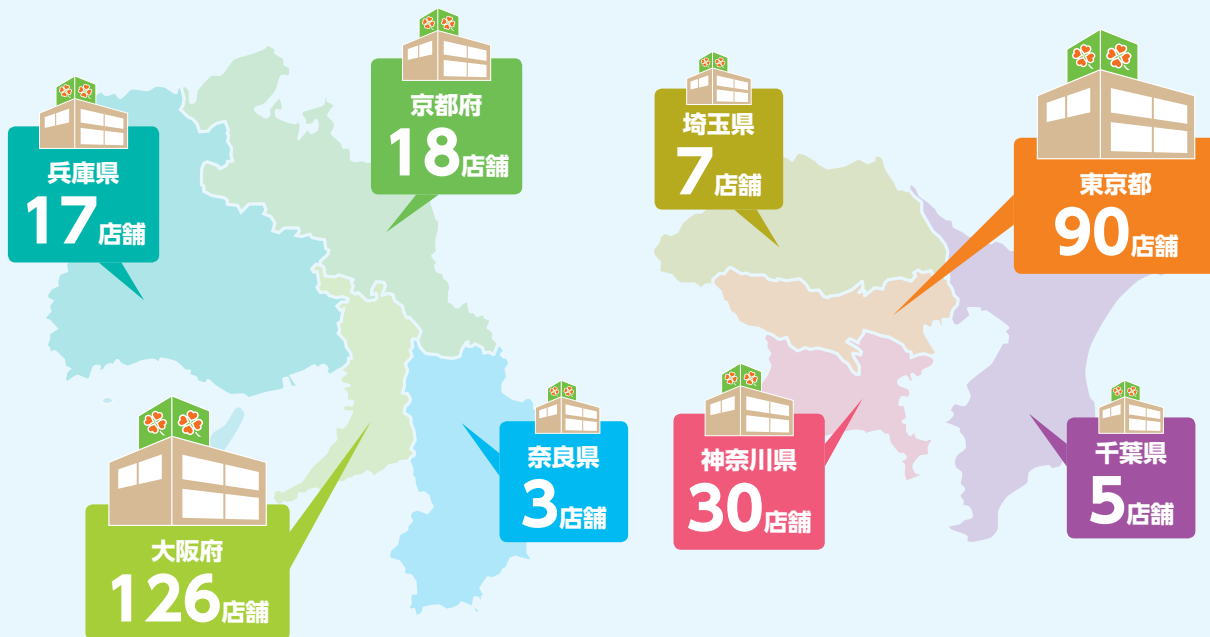 京都府
18店舗
兵庫県
17店舗
大阪府
126店舗
奈良県
3店舗
埼玉県
7店舗
東京都
90店舗
神奈川県
30店舗
千葉県
5店舗